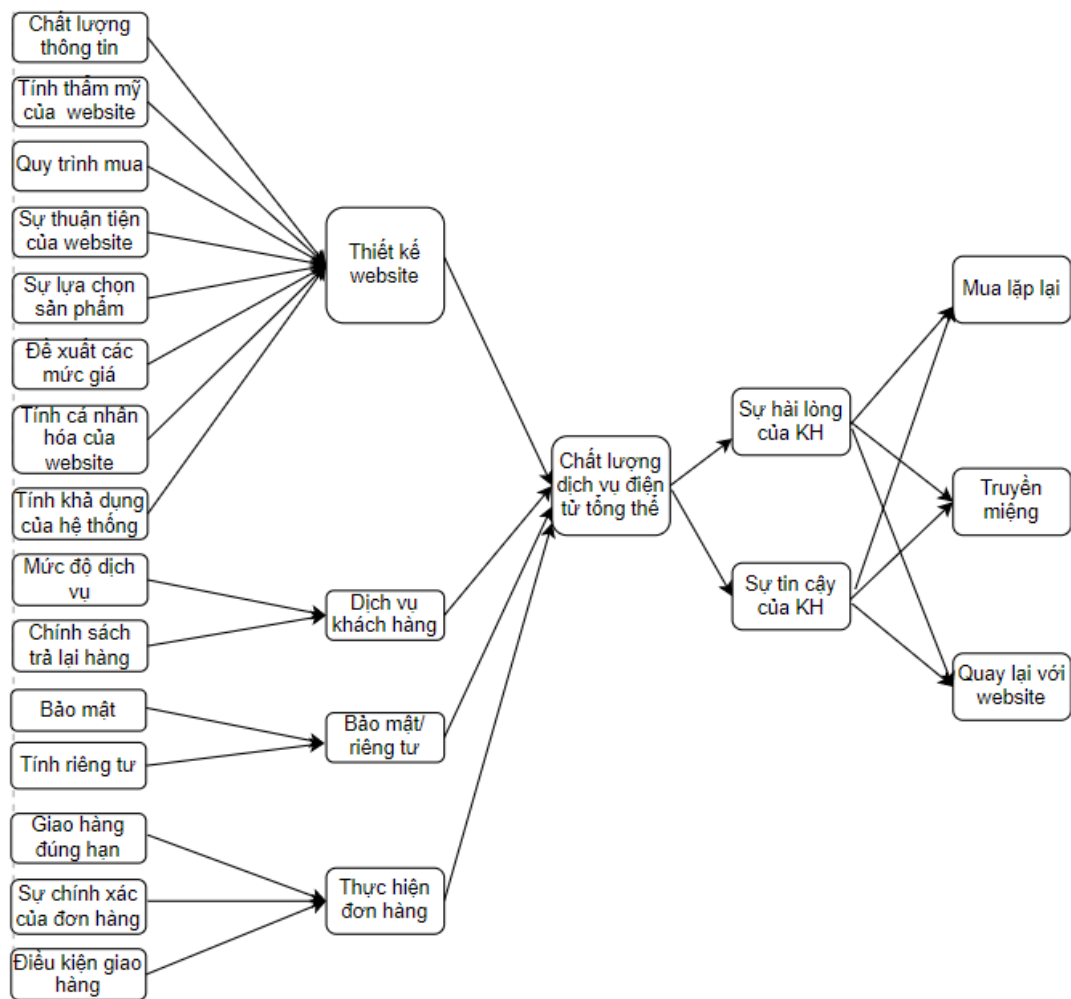 Chất lượng
thông tin
Tính thẩm mỹ
của website
Quy trình mua
Sự thuận tiện
của website
Sự lựa chọn
sản phẩm
Đề xuất các
mức giá
Tính cá nhân
hóa của
website
Tính khả dụng
của hệ thống
Mức độ dịch
vụ
Chính sách
trả lại hàng
Bảo mật
Tính riêng tư
Giao hàng
đúng hạn
Sự chính xác
của đơn hàng
Điều kiện giao
hàng
Thiết kế
website
Dịch vụ
khách hàng
Bảo mật/
riêng tư
Thực hiện
đơn hàng
Chất lượng
dịch vụ điện
tử tổng thể
Sự hài lòng
của KH
Sự tin cậy
của KH
Mua lặp lại
Truyền
miệng
Quay lại với
website